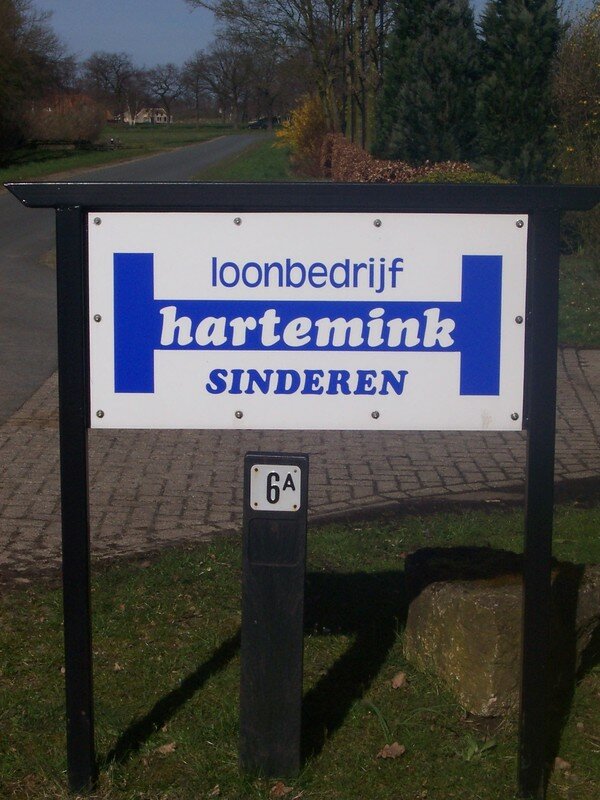 loonbedrijf
hartemink
SINDEREN
6A